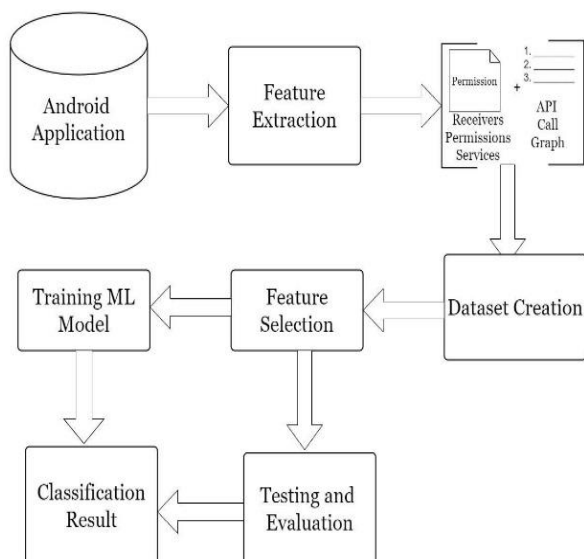 Android
Application
Feature
Extraction
Permission
Receivers
Permissions
Services
+
1.
2.
3.
API
Call
Graph
Dataset Creation
Feature
Selection
Training ML
Model
Classification
Result
Testing and
Evaluation